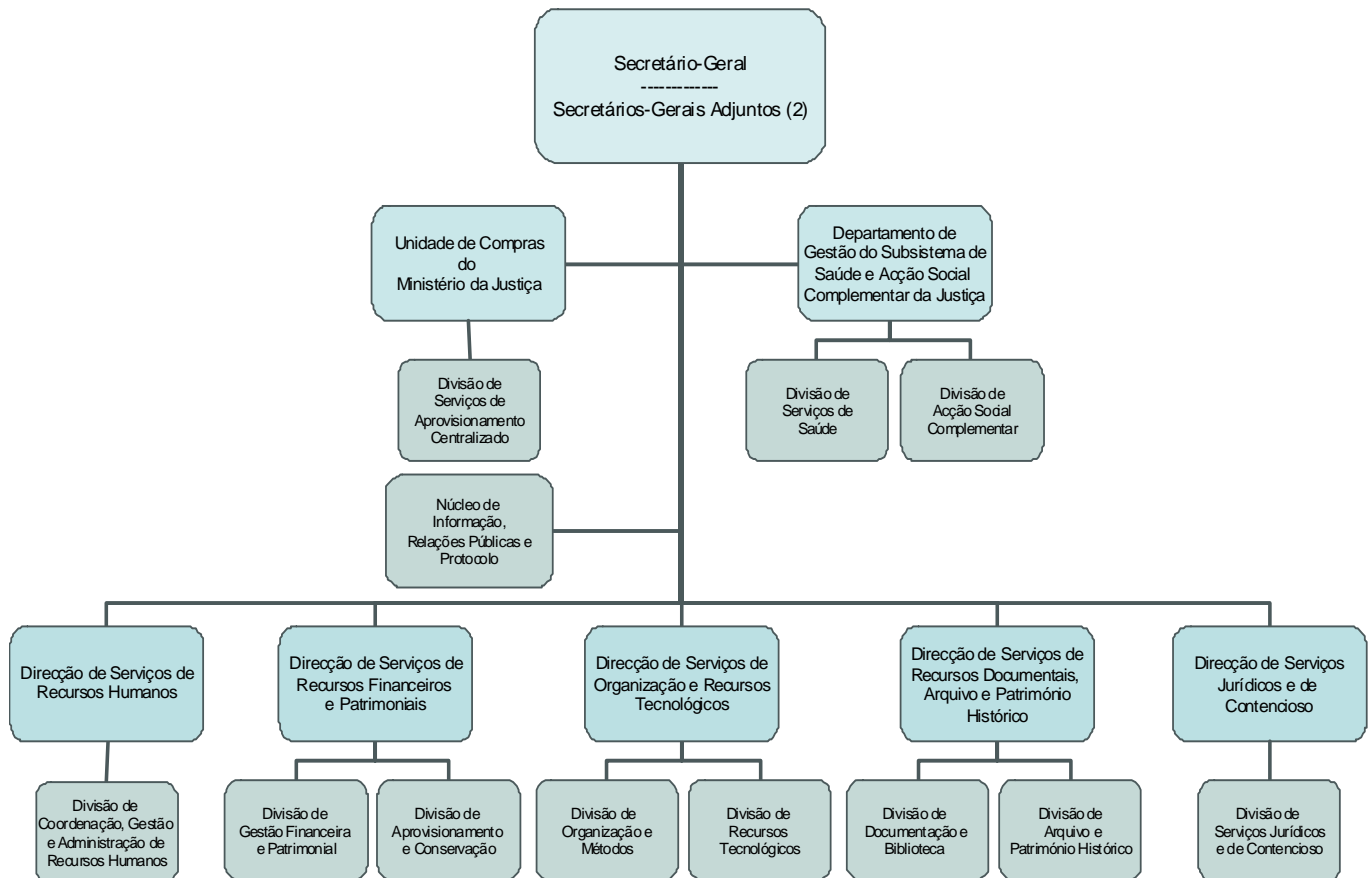 Secretário-Geral
-------------
Secretários-Gerais Adjuntos (2)
Unidade de Compras
do
Ministério da Justiça
Departamento de
Gestão do Subsistema de
Saúde e Acção Social
Complementar da Justiça
Divisão de
Serviços de
Aprovisionamento
Centralizado
Divisão de
Serviços de
Saúde
Divisão de
Acção Social
Complementar
Núcleo de
Informação,
Relações Públicas e
Protocolo
Direcção de Serviços de
Recursos Humanos
Direcção de Serviços de
Recursos Financeiros
e Patrimoniais
Direcção de Serviços de
Organização e Recursos
Tecnológicos
Direcção de Serviços de
Recursos Documentais,
Arquivo e Património
Histórico
Direcção de Serviços
Jurídicos e de
Contencioso
Divisão de
Coordenação, Gestão
e Administração de
Recursos Humanos
Divisão de
Gestão Financeira
e Patrimonial
Divisão de
Aprovisionamento
e Conservação
Divisão de
Organização e
Métodos
Divisão de
Recursos
Tecnológicos
Divisão de
Documentação e
Biblioteca
Divisão de
Arquivo e
Património Histórico
Divisão de
Serviços Jurídicos
e de Contencioso